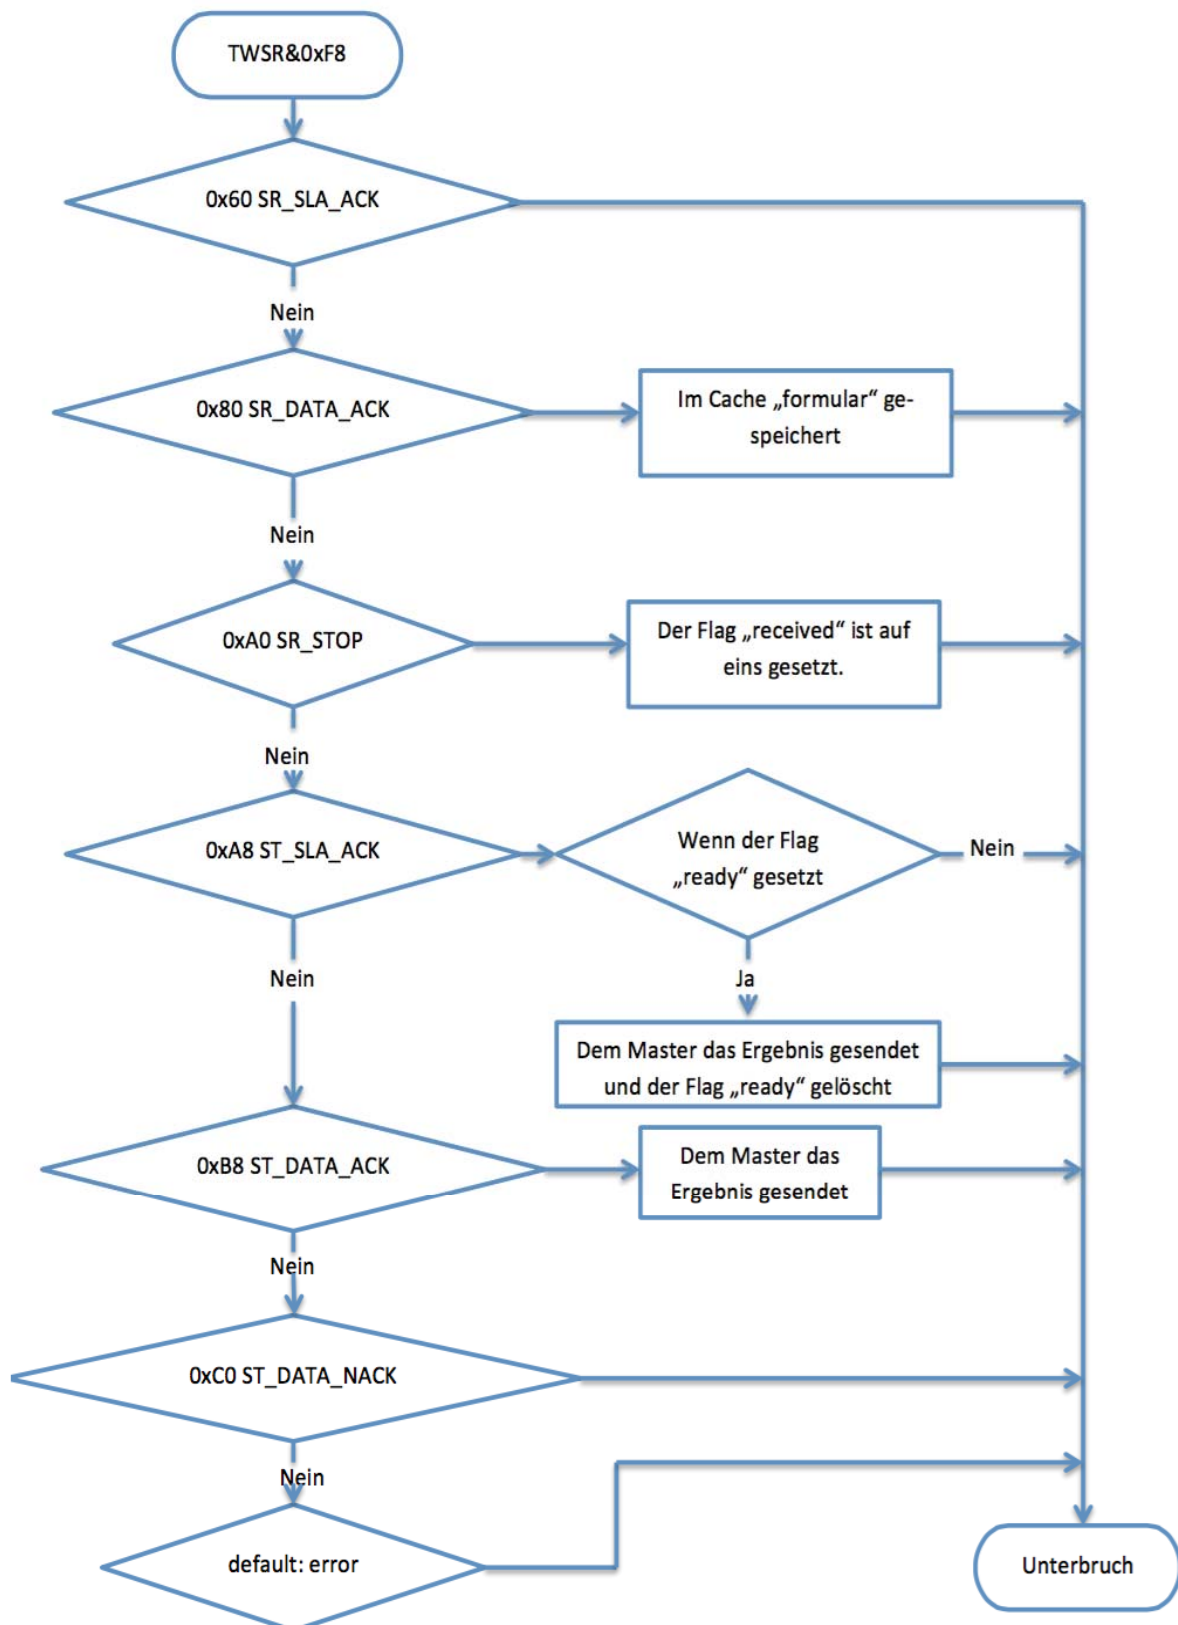 TWSR&0xF8
0x60 SR_SLA_ACK
Nein
0x80 SR_DATA_ACK
Im Cache „formular“ ge-
speichert
Nein
0xA0 SR_STOP
Der Flag „received“ ist auf
eins gesetzt.
Nein
0xA8 ST_SLA_ACK
Wenn der Flag
„ready“ gesetzt
Nein
Nein
Ja
Dem Master das Ergebnis gesendet
und der Flag „ready“ gelöscht
0xB8 ST_DATA_ACK
Dem Master das
Ergebnis gesendet
Nein
0xC0 ST_DATA_NACK
Nein
default: error
Unterbruch